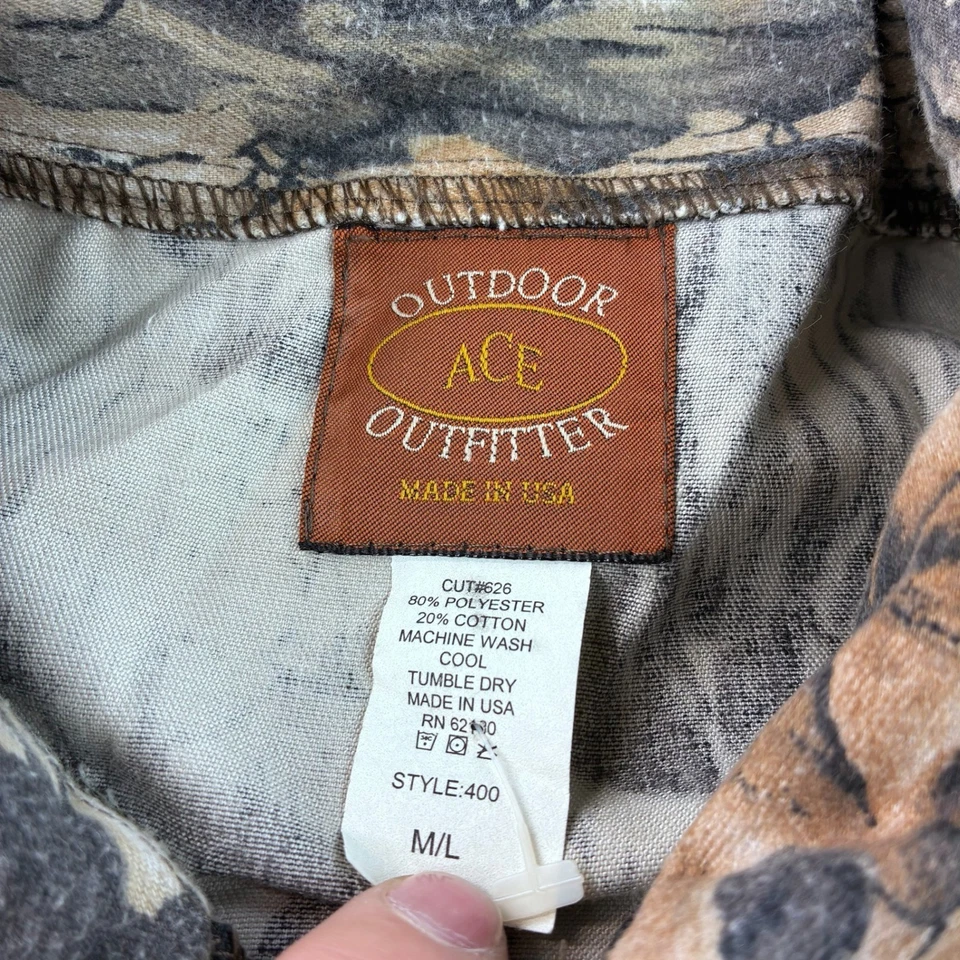 OUTDOOR
ACE
OUTFITTER
MADE IN USA
CUT#626
80% POLYESTER
20% COTTON
MACHINE WASH
COOL
TUMBLE DRY
MADE IN USA
RN
STYLE:400
M/L